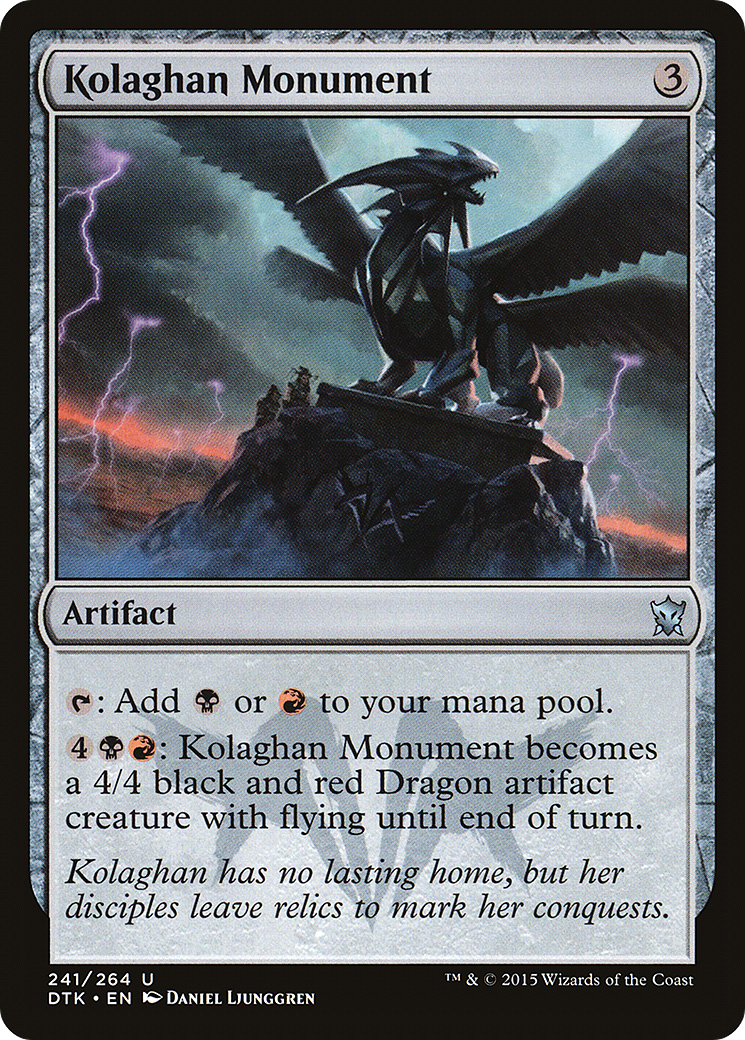 Kolaghan Monument 3
Artifact
: Add or to your mana pool.
4 : Kolaghan Monument becomes
a 4/4 black and red Dragon artifact
creature with flying until end of turn.
Kolaghan has no lasting home, but her
disciples leave relics to mark her conquests.
241/264 U ™ & © 2015 Wizards of the Coast
DTK • EN Daniel Ljunggren